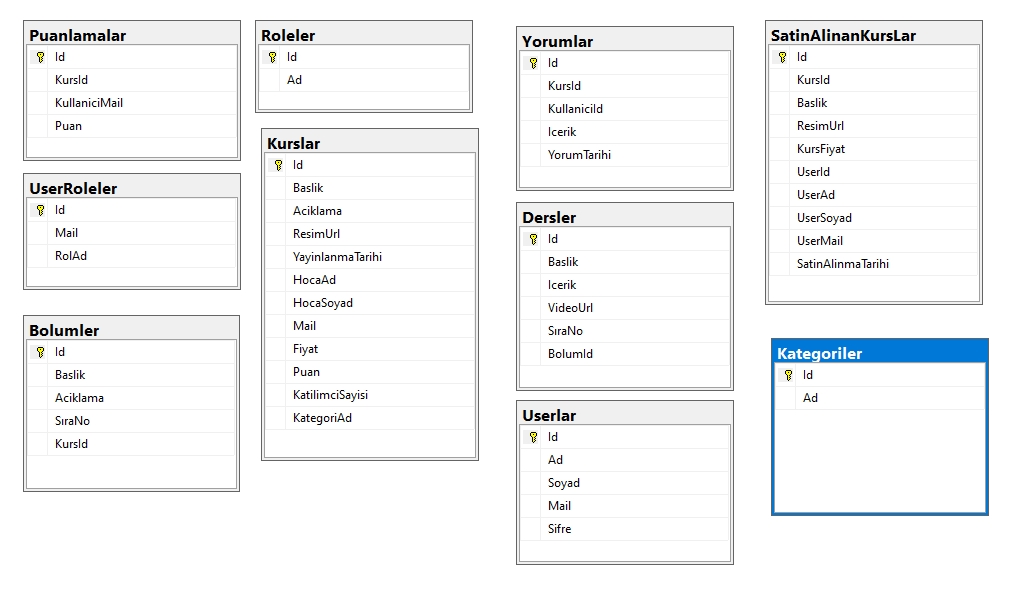 Puanlamalar
Id
KursId
KullaniciMail
Puan
UserRoleler
Id
Mail
RolAd
Bolumler
Id
Baslik
Aciklama
SıraNo
KursId
Roleler
Id
Ad
Kurslar
Id
Baslik
Aciklama
ResimUrl
YayinlanmaTarihi
HocaAd
HocaSoyad
Mail
Fiyat
Puan
KatilimciSayisi
KategoriAd
Yorumlar
Id
KursId
KullaniciId
Icerik
YorumTarihi
Dersler
Id
Baslik
Icerik
VideoUrl
SıraNo
BolumId
Userlar
Id
Ad
Soyad
Mail
Sifre
SatinAlinanKursLar
Id
KursId
Baslik
ResimUrl
KursFiyat
UserId
UserAd
UserSoyad
UserMail
SatinAlinmaTarihi
Kategoriler
Id
Ad